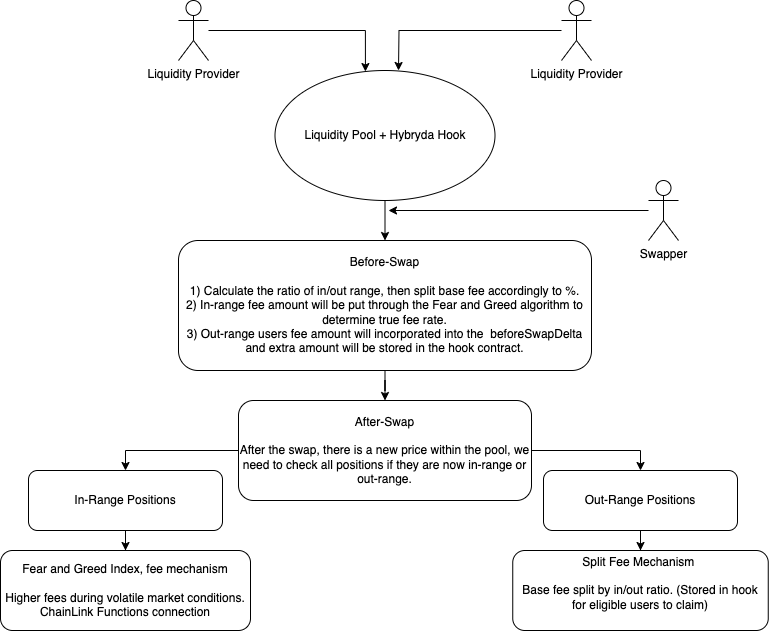 Liquidity Provider
Liquidity Provider
Liquidity Pool + Hybryda Hook
Swapper
Before-Swap
1) Calculate the ratio of in/out range, then split base fee accordingly to %.
2) In-range fee amount will be put through the Fear and Greed algorithm to
determine true fee rate.
3) Out-range users fee amount will incorporated into the beforeSwapDelta
and extra amount will be stored in the hook contract.
After-Swap
After the swap, there is a new price within the pool, we
need to check all positions if they are now in-range or
out-range.
In-Range Positions
Out-Range Positions
Fear and Greed Index, fee mechanism
Higher fees during volatile market conditions.
ChainLink Functions connection
Split Fee Mechanism
Base fee split by in/out ratio. (Stored in hook
for eligible users to claim)